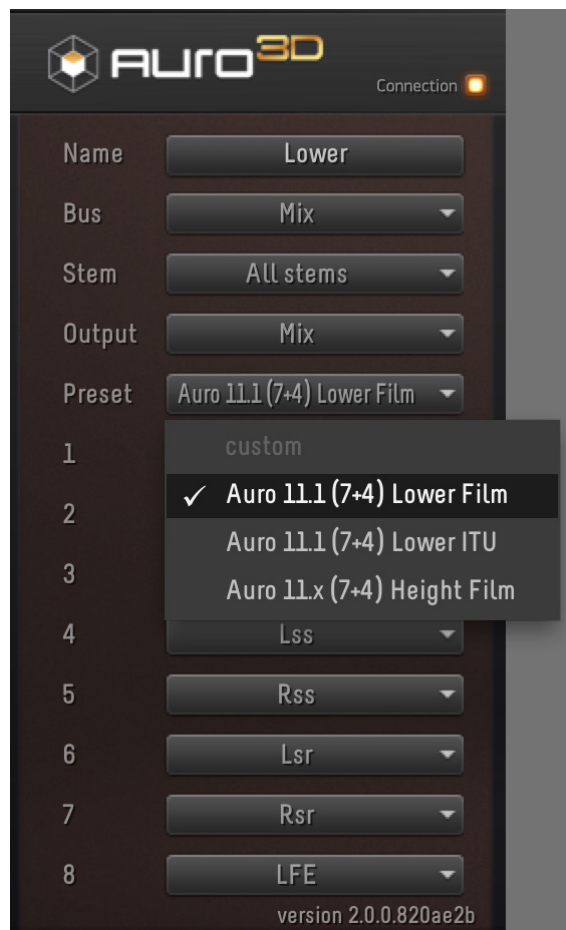 AURO3D
Connection
Name Lower
Bus Mix
Stem All stems
Output Mix
Preset Auro 11.1 (7+4) Lower Film
1 custom
✓ Auro 11.1 (7+4) Lower Film
2
Auro 11.1 (7+4) Lower ITU
3 Auro 11.x (7+4) Height Film
4 Lss
5 Rss
6 Lsr
7 Rsr
8 LFE
version 2.0.0.820ae2b